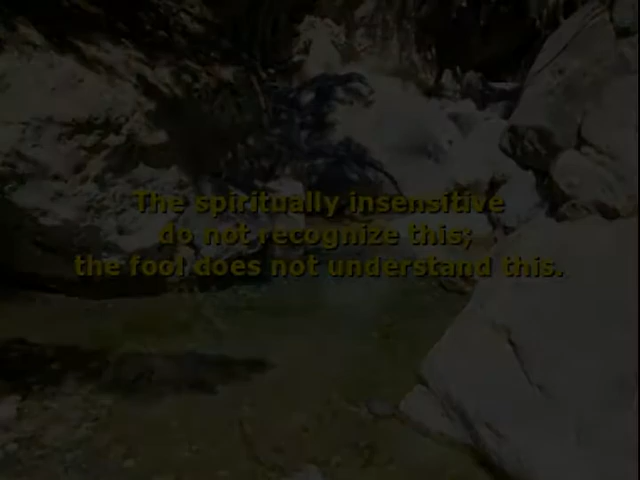 The spiritually insensitive
do not recognize this;
the fool does not understand this.